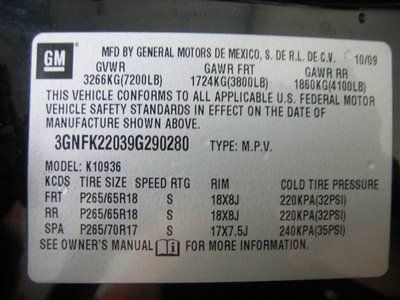 GM
MFD BY GENERAL MOTORS DE MEXICO, S. DE R.L. DE C.V. 10/09
GVWR GAWR FRT GAWR RR
3266KG(7200LB) 1724KG(3800LB) 1860KG(4100LB)
THIS VEHICLE CONFORMS TO ALL APPLICABLE U.S. FEDERAL MOTOR
VEHICLE SAFETY STANDARDS IN EFFECT ON THE DATE OF
MANUFACTURE SHOWN ABOVE.
3GNFK22039G290280 TYPE: M.P.V.
MODEL: K10936
KCDS TIRE SIZE SPEED RTG RIM COLD TIRE PRESSURE
FRT P265/65R18 S 18X8J 220KPA(32PSI)
RR P265/65R18 S 18X8J 220KPA(32PSI)
SPA P265/70R17 S 17X7.5J 240KPA(35PSI)
SEE OWNER'S MANUAL FOR MORE INFORMATION.